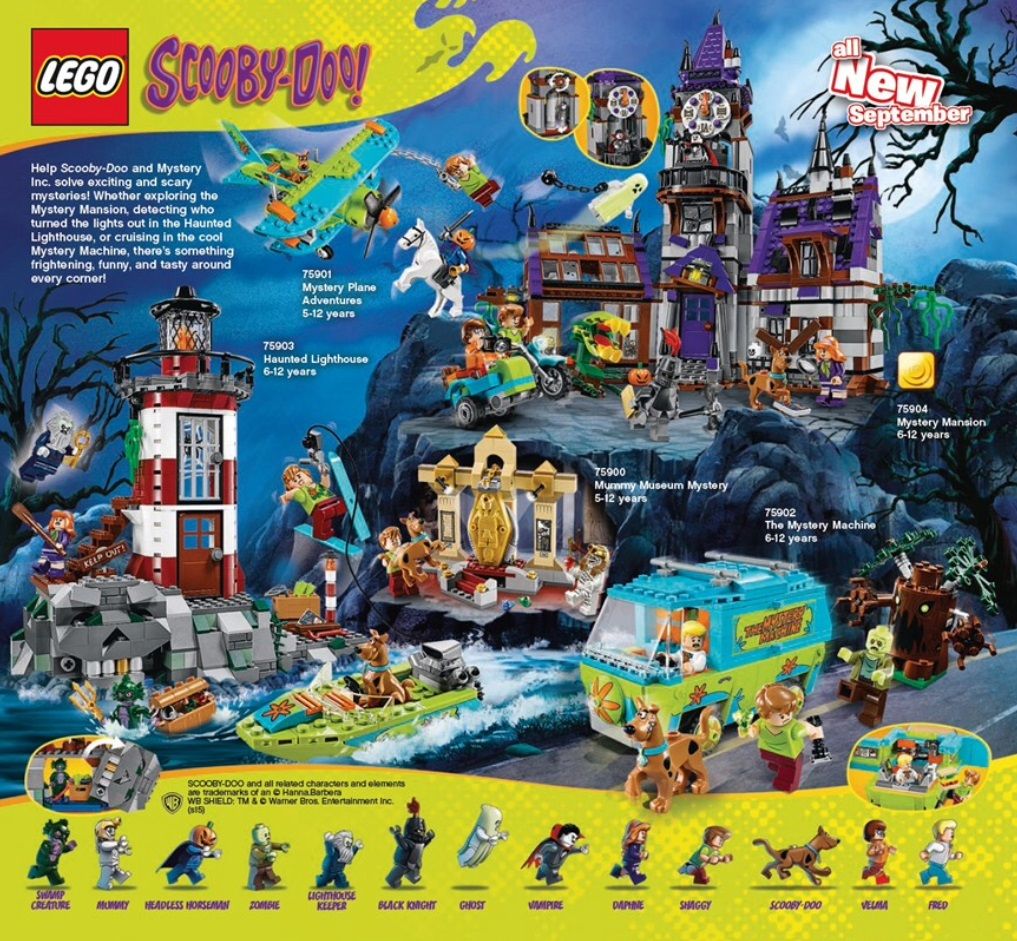 LEGO
SCOOBY-DOO!
all
New
September
Help Scooby-Doo and Mystery
Inc. solve exciting and scary
mysteries! Whether exploring the
Mystery Mansion, detecting who
turned the lights out in the Haunted
Lighthouse, or cruising in the cool
Mystery Machine, there's something
frightening, funny, and tasty around
every corner!
75901
Mystery Plane
Adventures
5-12 years
75903
Haunted Lighthouse
6-12 years
75904
Mystery Mansion
6-12 years
75900
Mummy Museum Mystery
5-12 years
75902
The Mystery Machine
6-12 years
KEEP OUT!
THE MYSTERY
MACHINE
SCOOBY-DOO and all related characters and elements
are trademarks of an © Hanna.Barbera
WB SHIELD: TM & © Warner Bros. Entertainment Inc.
(s15)
WB
SWAMP
CREATURE
MUMMY
HEADLESS HORSEMAN
ZOMBIE
LIGHTHOUSE
KEEPER
BLACK KNIGHT
GHOST
VAMPIRE
DAPHNE
SHAGGY
SCOOBY-DOO
VELMA
FRED